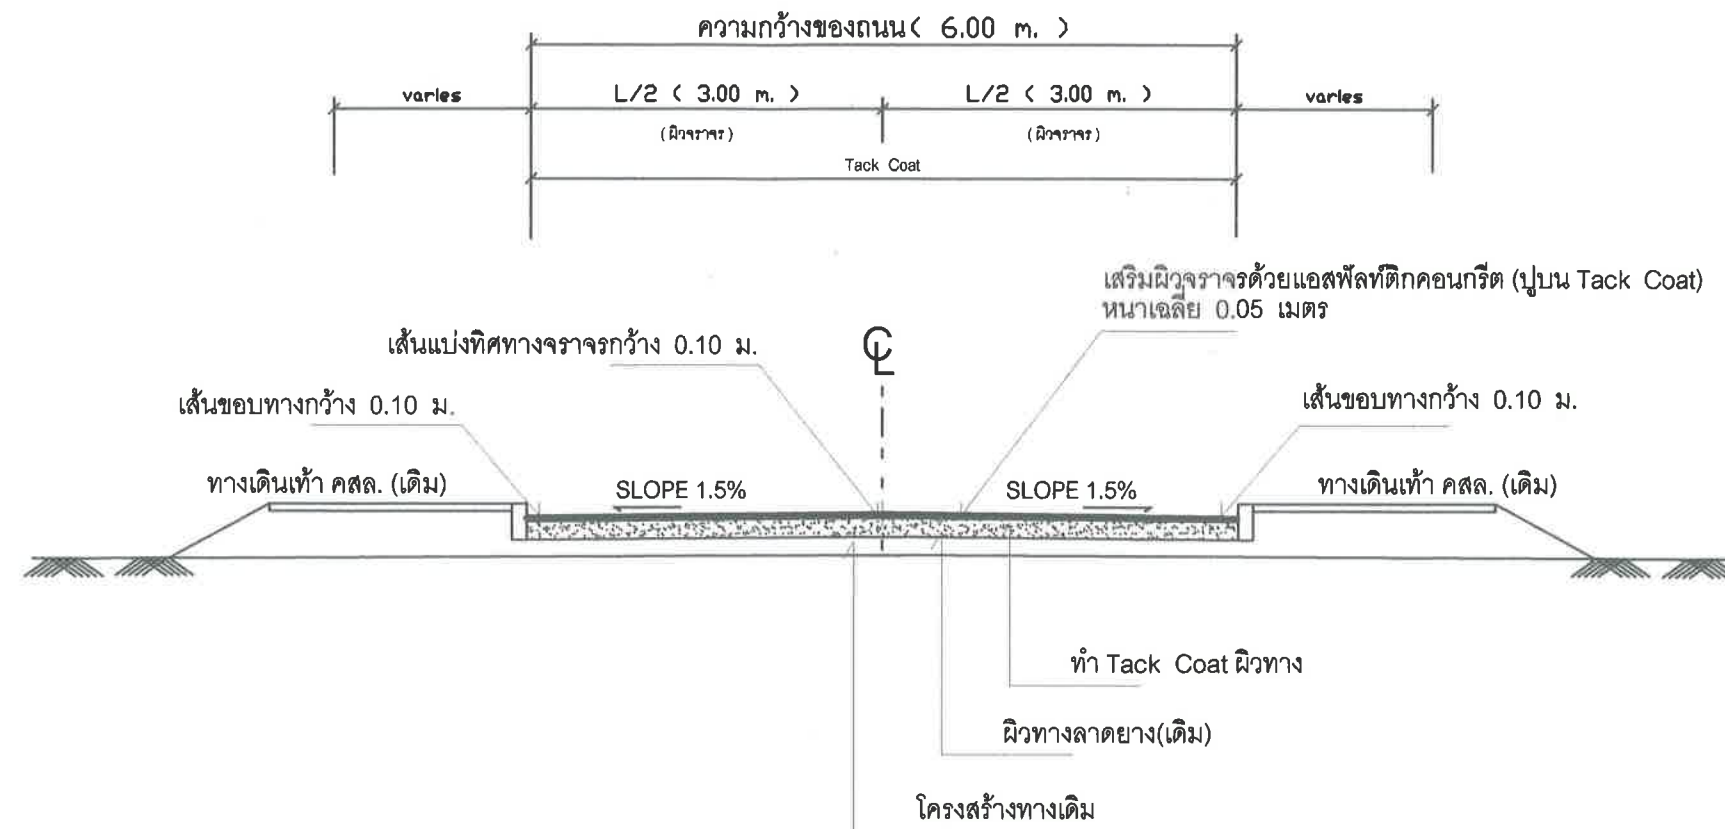 ความกว้างของถนน( 6.00 m. )
varies L/2 ( 3.00 m. ) L/2 ( 3.00 m. ) varies
(ผิวจราจร) (ผิวจราจร)
Tack Coat
เสริมผิวจราจรด้วยแอสฟัลท์ติกคอนกรีต (ปูบน Tack Coat)
หนาเฉลี่ย 0.05 เมตร
เส้นแบ่งทิศทางจราจรกว้าง 0.10 ม.
CL
เส้นขอบทางกว้าง 0.10 ม. เส้นขอบทางกว้าง 0.10 ม.
ทางเดินเท้า คสล. (เดิม) SLOPE 1.5% SLOPE 1.5% ทางเดินเท้า คสล. (เดิม)
ทำ Tack Coat ผิวทาง
ผิวทางลาดยาง(เดิม)
โครงสร้างทางเดิม